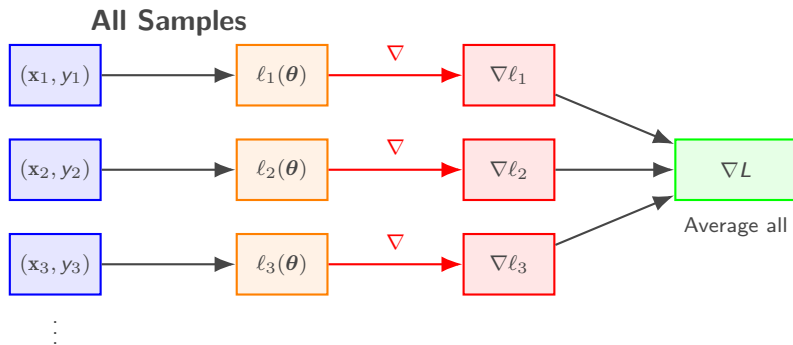 All Samples
(x₁, y₁) ℓ₁(θ) ∇ ∇ℓ₁
(x₂, y₂) ℓ₂(θ) ∇ ∇ℓ₂ ∇L
Average all
(x₃, y₃) ℓ₃(θ) ∇ ∇ℓ₃
⋮